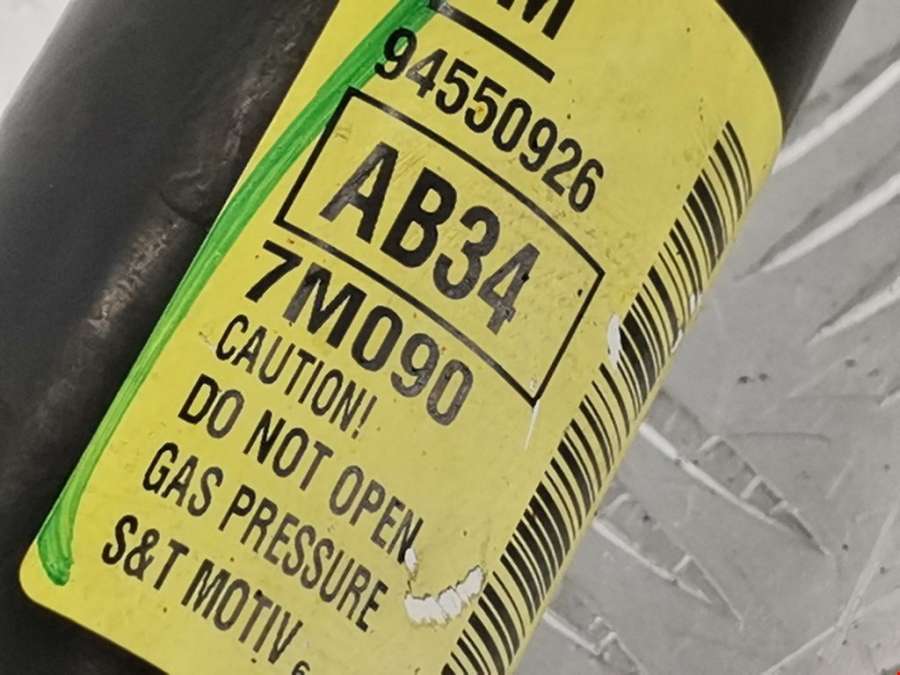 94550926
AB34
7M090
CAUTION!
DO NOT OPEN
GAS PRESSURE
S&T MOTIV